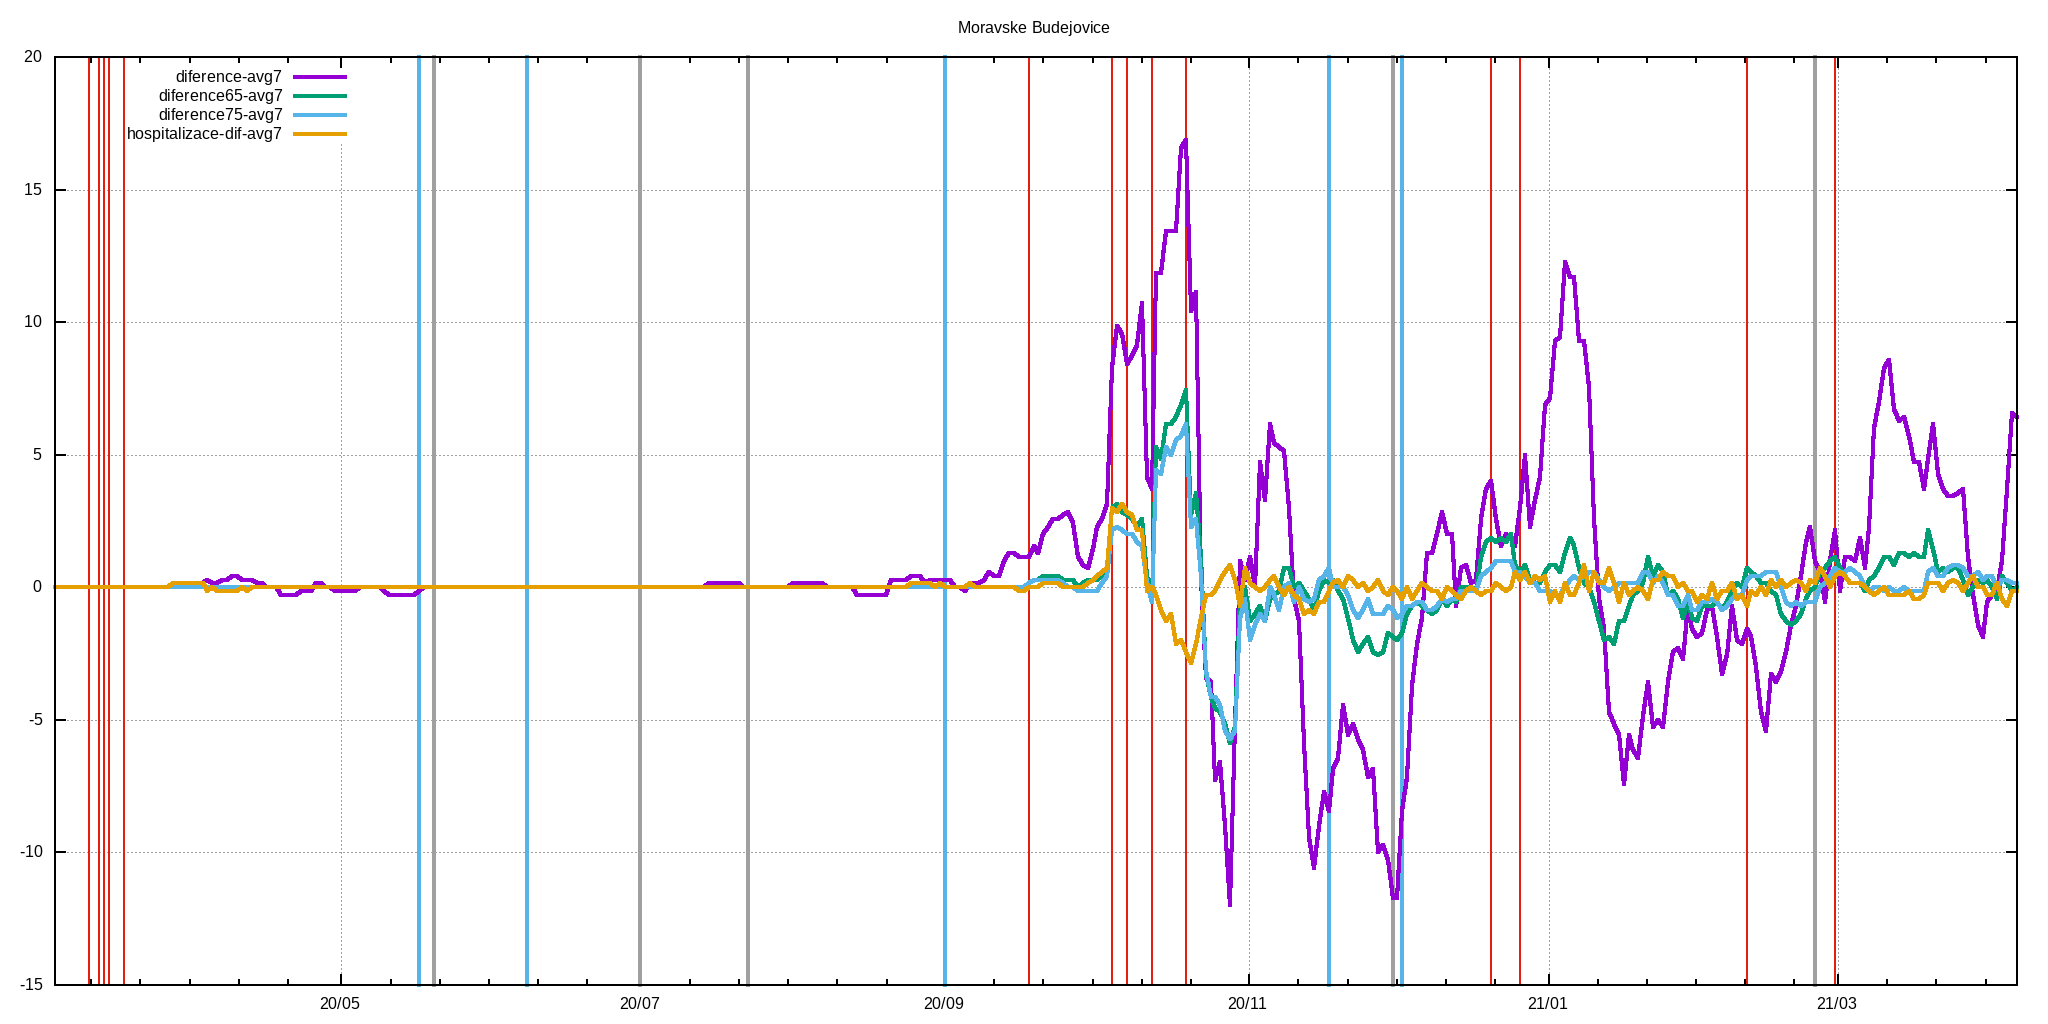 Moravske Budejovice
diference-avg7
diference65-avg7
diference75-avg7
hospitalizace-dif-avg7
20
15
10
5
0
-5
-10
-15
20/05 20/07 20/09 20/11 21/01 21/03